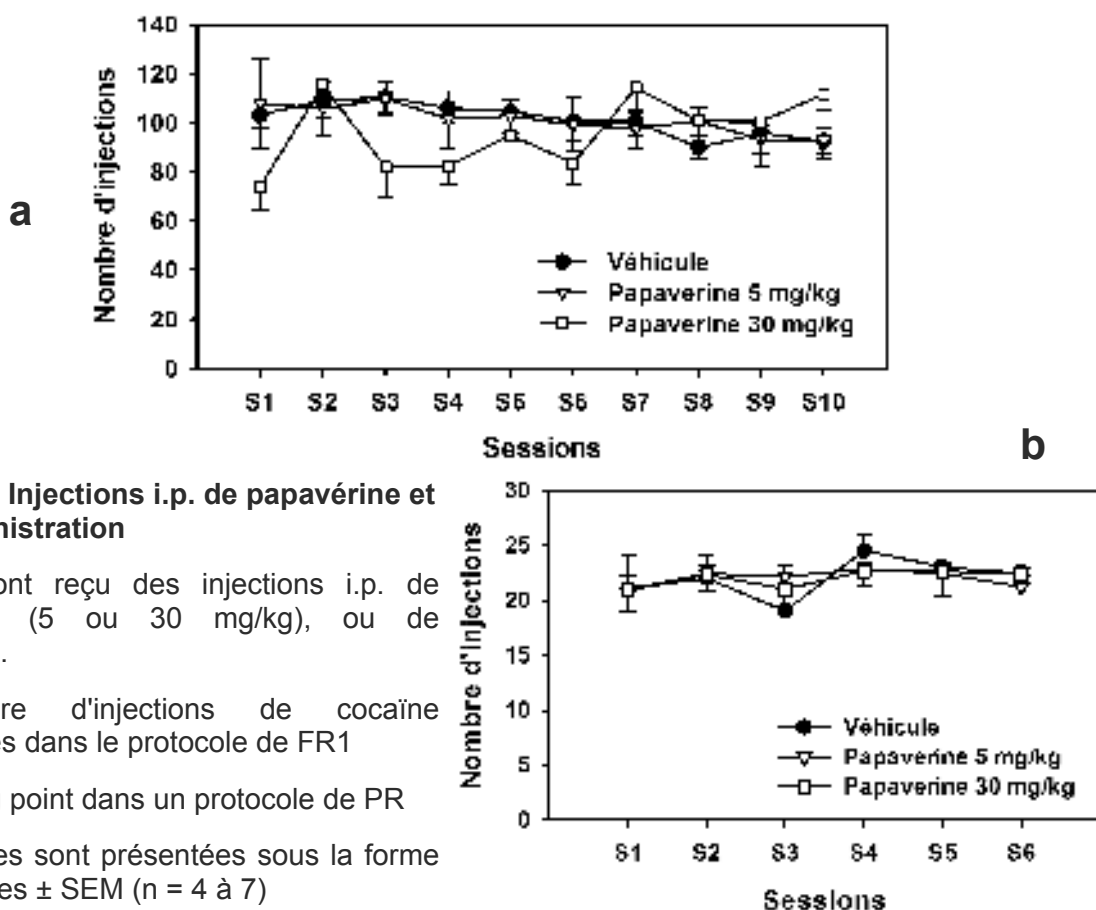 140
120
100
80
60
40
20
0
Nombre d'injections
a
Véhicule
Papaverine 5 mg/kg
Papaverine 30 mg/kg
S1 S2 S3 S4 S5 S6 S7 S8 S9 S10
Sessions
b
Injections i.p. de papavérine et
nistration
ont reçu des injections i.p. de
(5 ou 30 mg/kg), ou de
.
re d'injections de cocaïne
es dans le protocole de FR1
point dans un protocole de PR
es sont présentées sous la forme
es ± SEM (n = 4 à 7)
30
25
20
15
10
5
0
Nombre d'Injections
Véhicule
Papaverine 5 mg/kg
Papaverine 30 mg/kg
S1 S2 S3 S4 S5 S6
Sessions